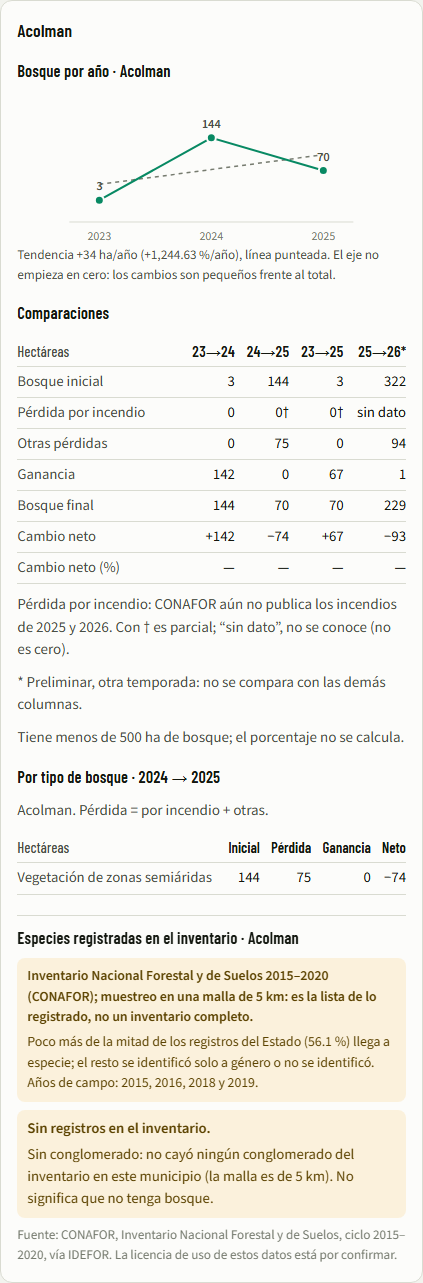 Acolman
Bosque por año · Acolman
144
70
3
2023 2024 2025
Tendencia +34 ha/año (+1,244.63 %/año), línea punteada. El eje no
empieza en cero: los cambios son pequeños frente al total.
Comparaciones
Hectáreas 23→24 24→25 23→25 25→26*
Bosque inicial 3 144 3 322
Pérdida por incendio 0 0† 0† sin dato
Otras pérdidas 0 75 0 94
Ganancia 142 0 67 1
Bosque final 144 70 70 229
Cambio neto +142 −74 +67 −93
Cambio neto (%) — — — —
Pérdida por incendio: CONAFOR aún no publica los incendios
de 2025 y 2026. Con † es parcial; “sin dato”, no se conoce (no
es cero).
* Preliminar, otra temporada: no se compara con las demás
columnas.
Tiene menos de 500 ha de bosque; el porcentaje no se calcula.
Por tipo de bosque · 2024 → 2025
Acolman. Pérdida = por incendio + otras.
Hectáreas Inicial Pérdida Ganancia Neto
Vegetación de zonas semiáridas 144 75 0 −74
Especies registradas en el inventario · Acolman
Inventario Nacional Forestal y de Suelos 2015–2020
(CONAFOR); muestreo en una malla de 5 km: es la lista de lo
registrado, no un inventario completo.
Poco más de la mitad de los registros del Estado (56.1 %) llega a
especie; el resto se identificó solo a género o no se identificó.
Años de campo: 2015, 2016, 2018 y 2019.
Sin registros en el inventario.
Sin conglomerado: no cayó ningún conglomerado del
inventario en este municipio (la malla es de 5 km). No
significa que no tenga bosque.
Fuente: CONAFOR, Inventario Nacional Forestal y de Suelos, ciclo 2015–
2020, vía IDEFOR. La licencia de uso de estos datos está por confirmar.